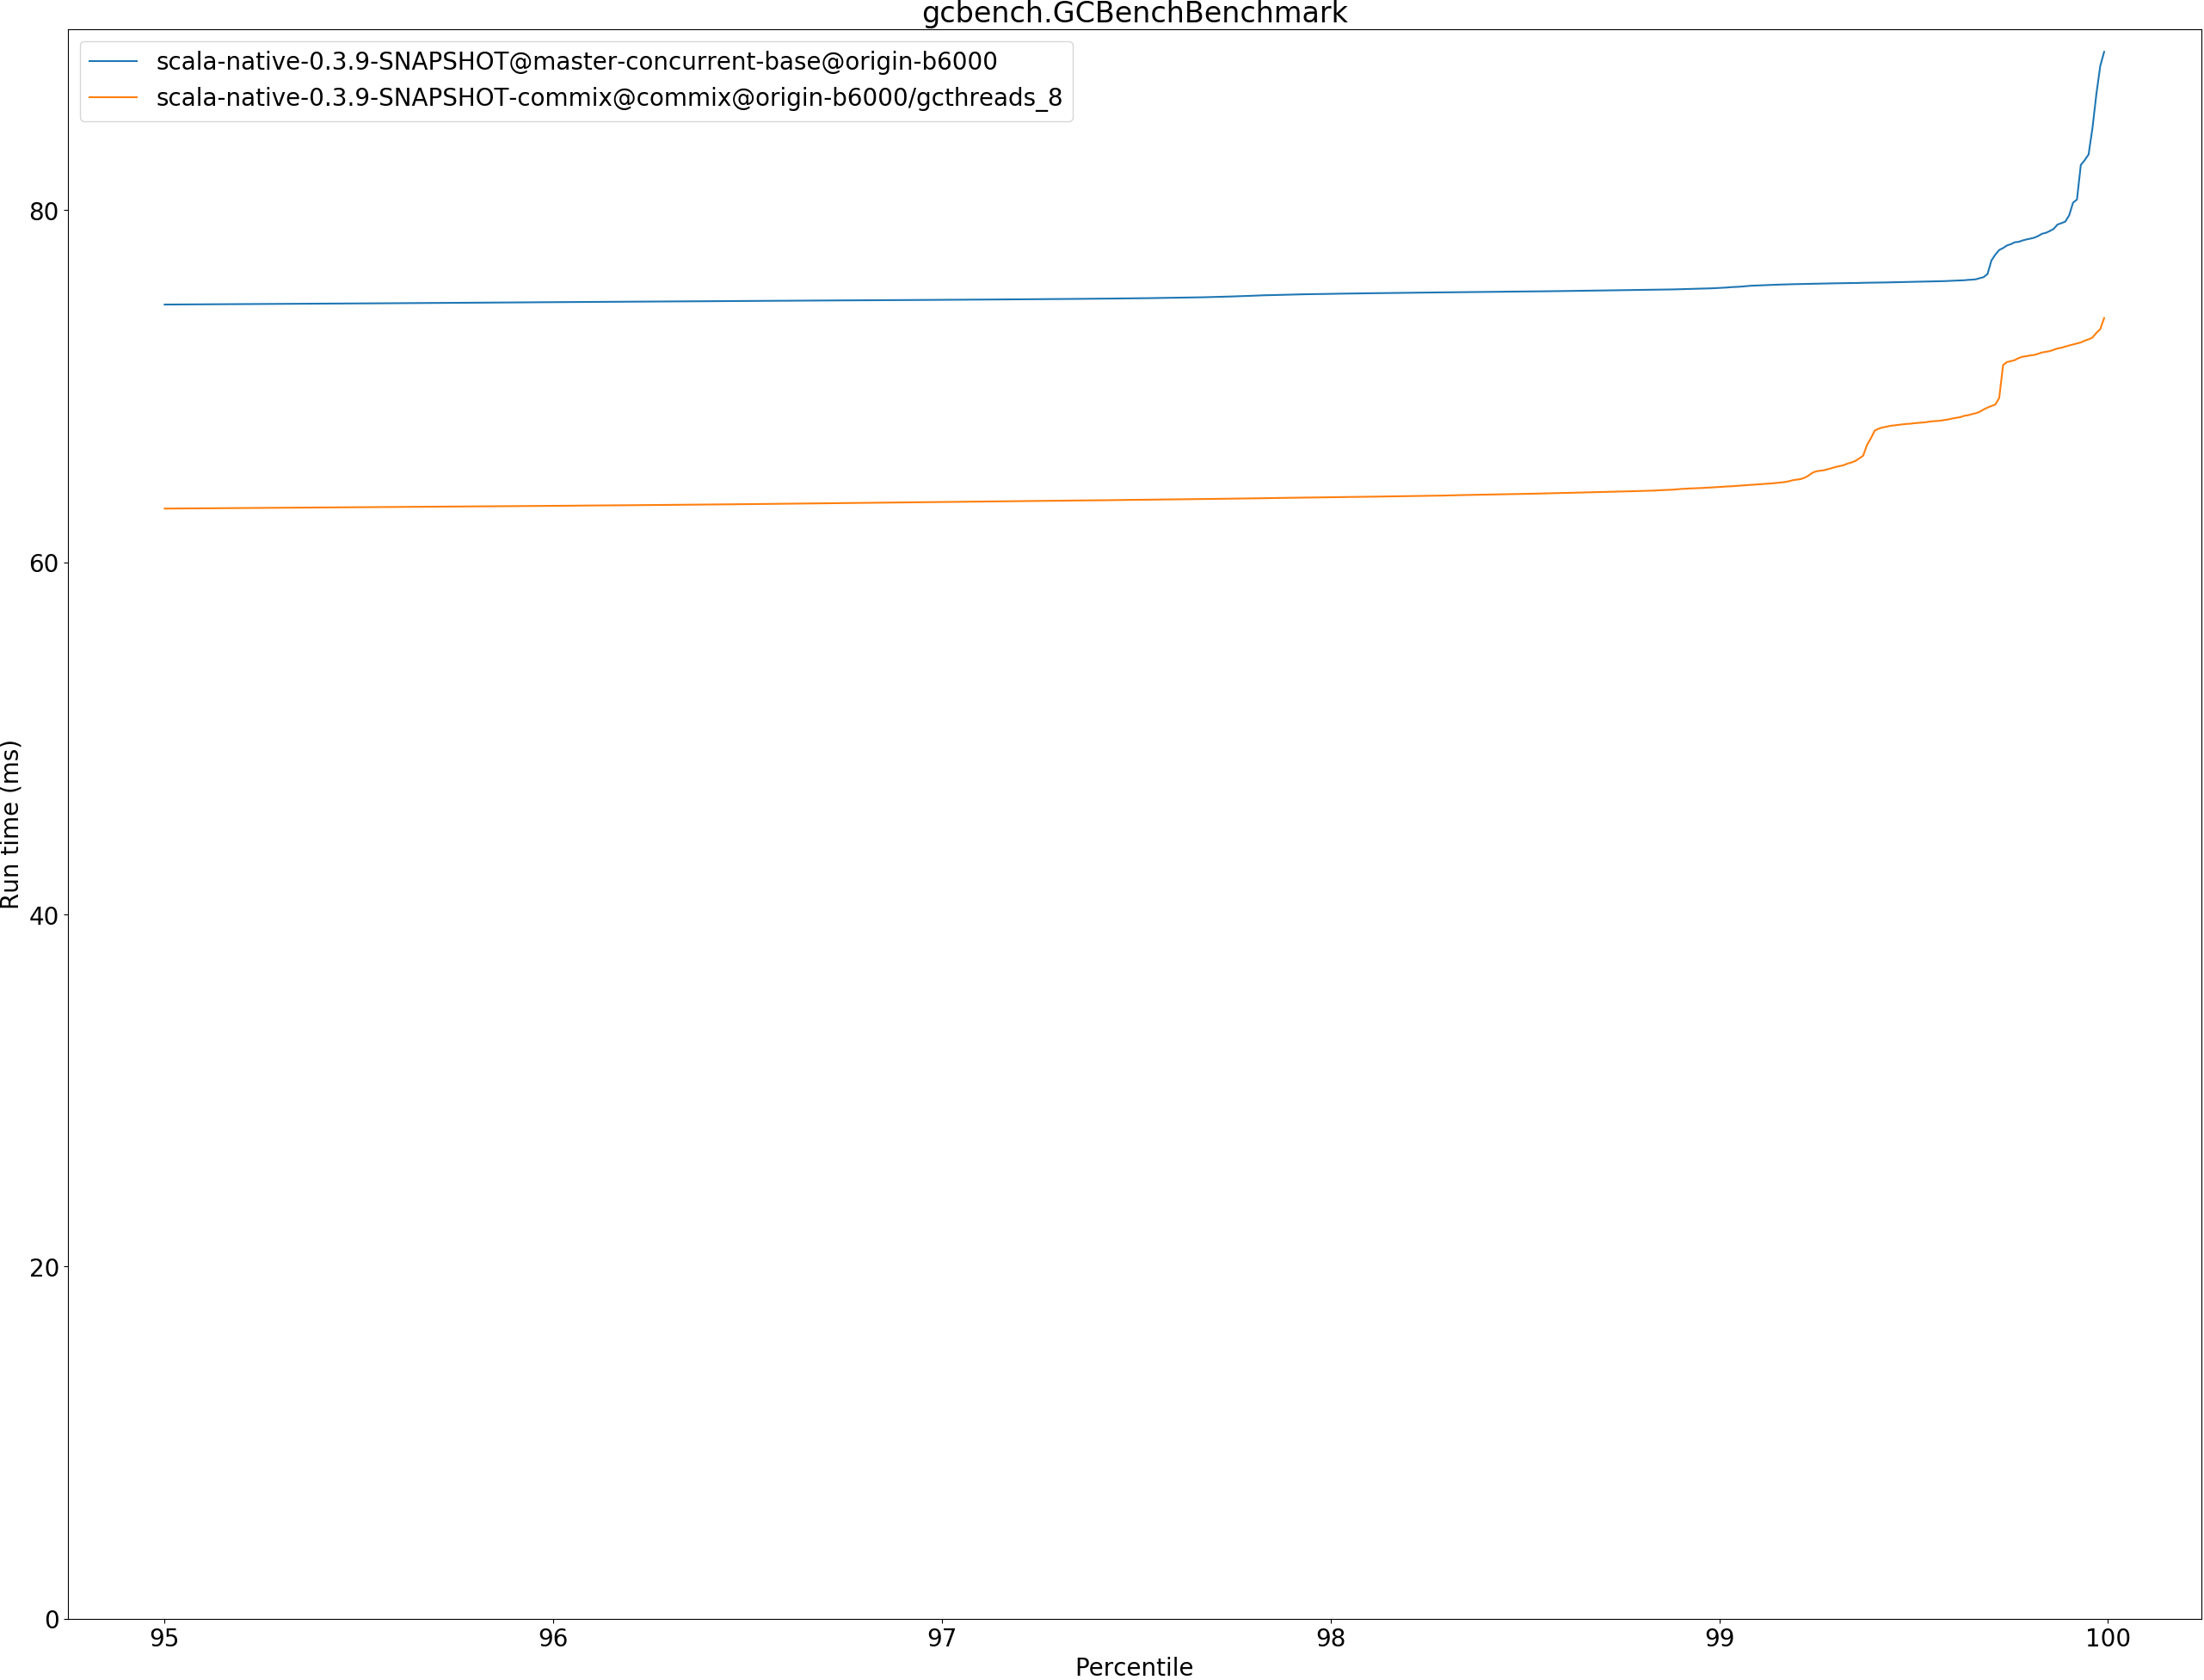 gcbench.GCBenchBenchmark
scala-native-0.3.9-SNAPSHOT@master-concurrent-base@origin-b6000
scala-native-0.3.9-SNAPSHOT-commix@commix@origin-b6000/gcthreads_8
80
60
40
20
0
Run time (ms)
95 96 97 98 99 100
Percentile